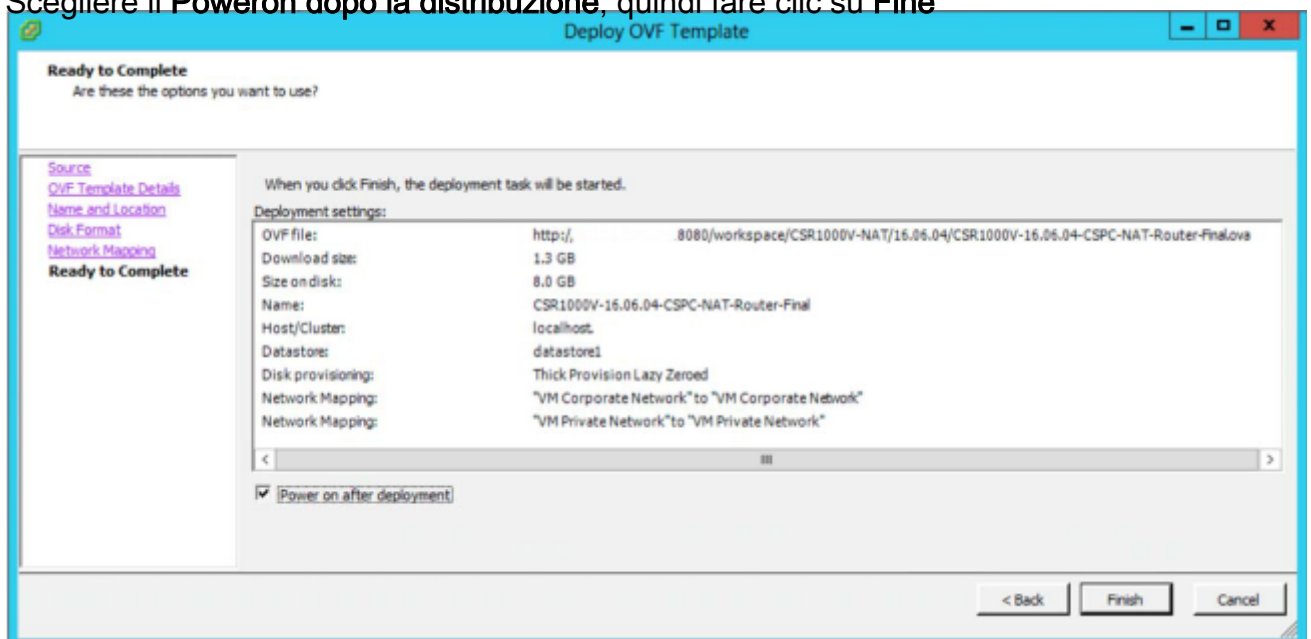 Scegliere il Poweron dopo la distribuzione, quindi fare clic su Fine
Deploy OVF Template
Ready to Complete
Are these the options you want to use?
Source
OVF Template Details
Name and Location
Disk Format
Network Mapping
Ready to Complete
When you click Finish, the deployment task will be started.
Deployment settings:
OVF file: http:/, .8080/workspace/CSR1000V-NAT/16.06.04/CSR1000V-16.06.04-CSPC-NAT-Router-Final.ova
Download size: 1.3 GB
Size on disk: 8.0 GB
Name: CSR1000V-16.06.04-CSPC-NAT-Router-Final
Host/Cluster: localhost.
Datastore: datastore1
Disk provisioning: Thick Provision Lazy Zeroed
Network Mapping: "VM Corporate Network" to "VM Corporate Network"
Network Mapping: "VM Private Network" to "VM Private Network"
Power on after deployment
< Back Finish Cancel